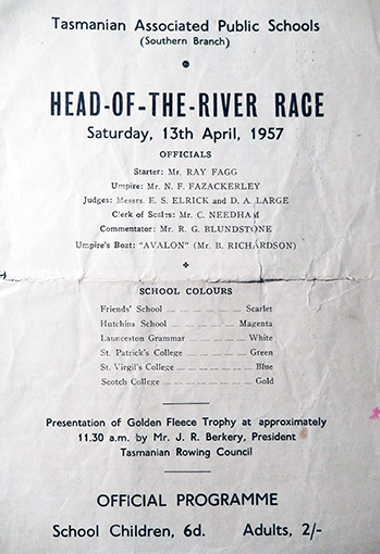 Tasmanian Associated Public Schools
(Southern Branch)
HEAD-OF-THE-RIVER RACE
Saturday, 13th April, 1957
OFFICIALS
Starter: Mr. RAY FAGG
Umpire: Mr. N. F. FAZACKERLEY
Judges: Messrs. E. S. ELRICK and D. A. LARGE
Clerk of Scales: Mr. C. NEEDHAM
Commentator: Mr. R. G. BLUNDSTONE
Umpire's Boat: "AVALON" (Mr. B. RICHARDSON)
SCHOOL COLOURS
Friends' School — — — — — Scarlet
Hutchins School — — — — — Magenta
Launceston Grammar — — — — White
St. Patrick's College — — — — Green
St. Virgil's College — — — — — Blue
Scotch College — — — — — Gold
Presentation of Golden Fleece Trophy at approximately
11.30 a.m. by Mr. J. R. Berkery, President
Tasmanian Rowing Council
OFFICIAL PROGRAMME
School Children, 6d. Adults, 2/-